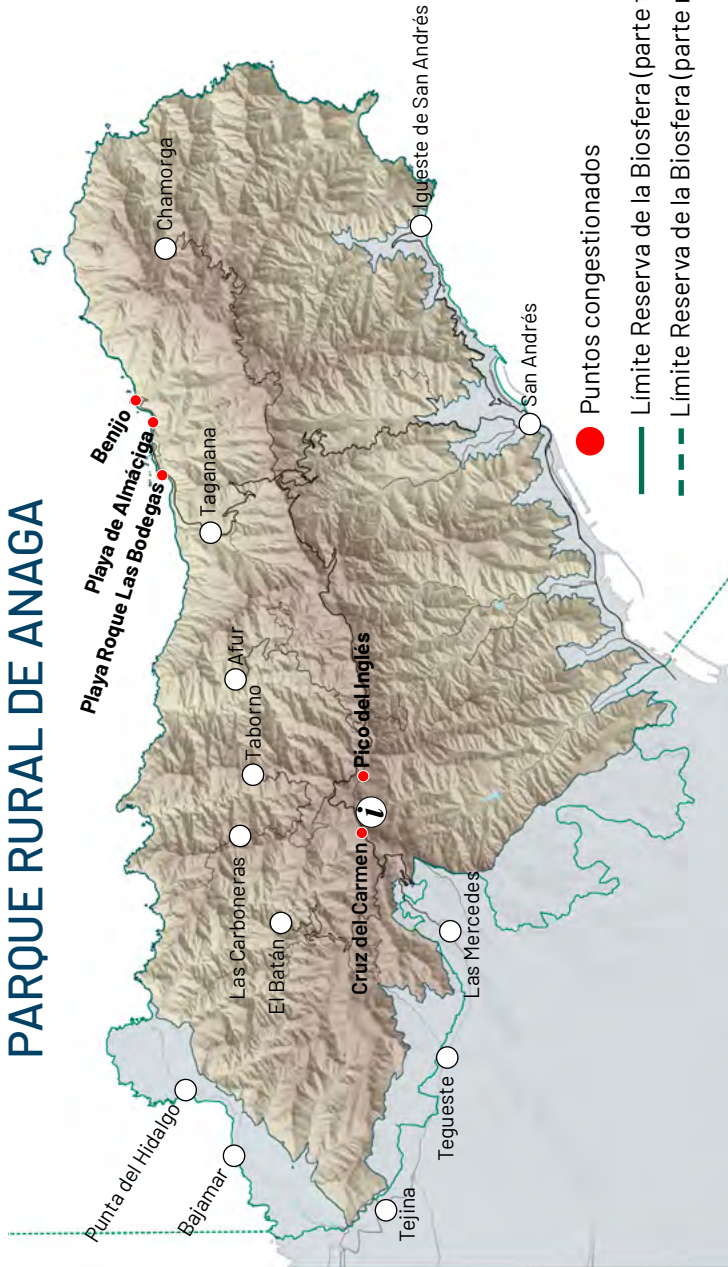 PARQUE RURAL DE ANAGA
Benijo
Playa de Almáciga
Playa Roque Las Bodegas
Chamorga
Taganana
Afur
Taborno
Las Carboneras
El Batán
Punta del Hidalgo
Bajamar
Pico del Inglés
i
Cruz del Carmen
Igueste de San Andrés
San Andrés
Las Mercedes
Tegueste
Tejina
Puntos congestionados
Límite Reserva de la Biosfera (parte
Límite Reserva de la Biosfera (parte